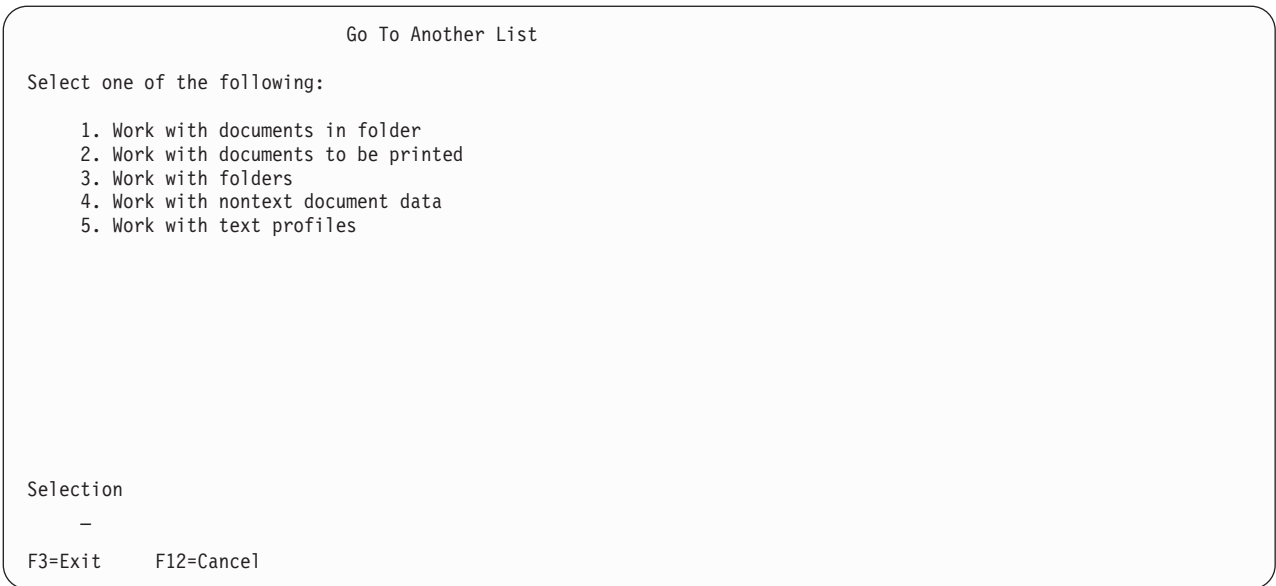 Go To Another List
Select one of the following:
1. Work with documents in folder
2. Work with documents to be printed
3. Work with folders
4. Work with nontext document data
5. Work with text profiles
Selection
_
F3=Exit F12=Cancel